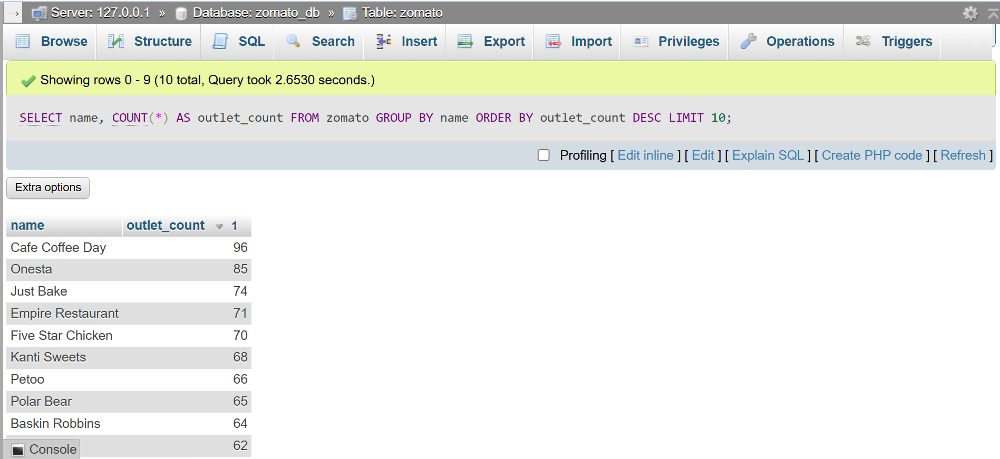 → Server: 127.0.0.1 » Database: zomato_db » Table: zomato
Browse Structure SQL Search Insert Export Import Privileges Operations Triggers
Showing rows 0 - 9 (10 total, Query took 2.6530 seconds.)
SELECT name, COUNT(*) AS outlet_count FROM zomato GROUP BY name ORDER BY outlet_count DESC LIMIT 10;
Profiling [ Edit inline ] [ Edit ] [ Explain SQL ] [ Create PHP code ] [ Refresh ]
Extra options
name outlet_count 1
Cafe Coffee Day 96
Onesta 85
Just Bake 74
Empire Restaurant 71
Five Star Chicken 70
Kanti Sweets 68
Petoo 66
Polar Bear 65
Baskin Robbins 64
62
Console